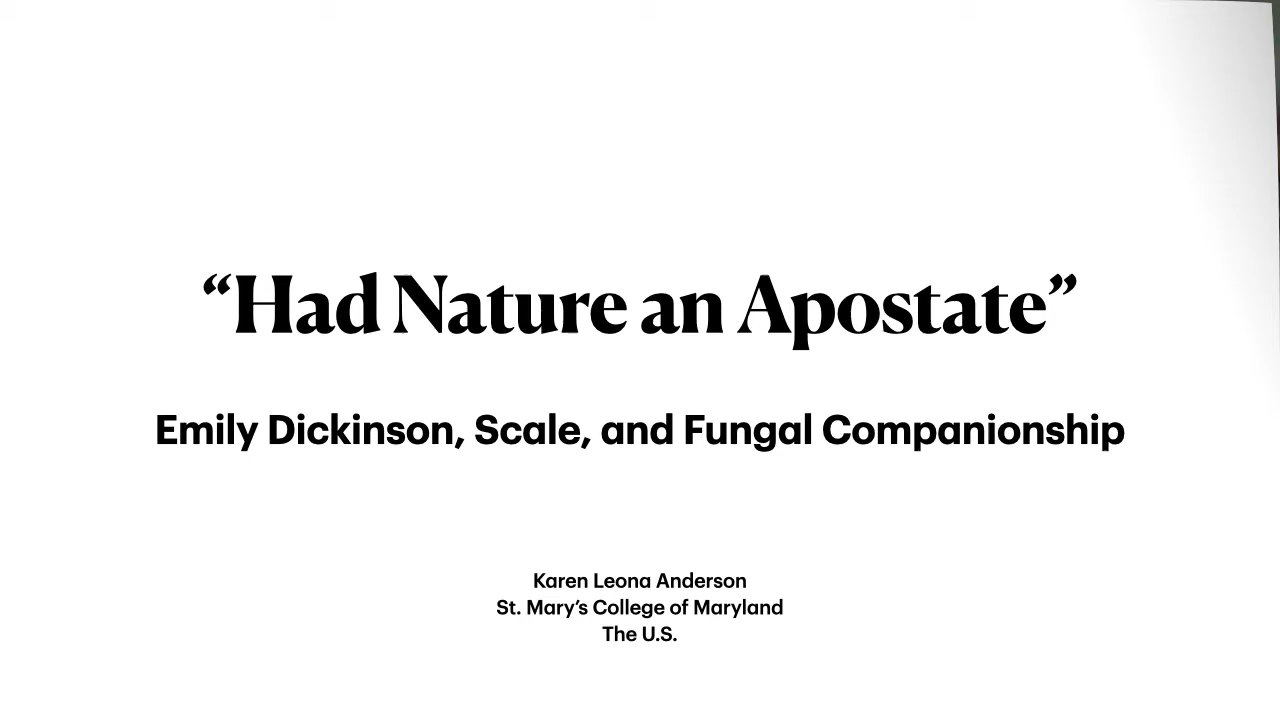 “Had Nature an Apostate”
Emily Dickinson, Scale, and Fungal Companionship
Karen Leona Anderson
St. Mary’s College of Maryland
The U.S.